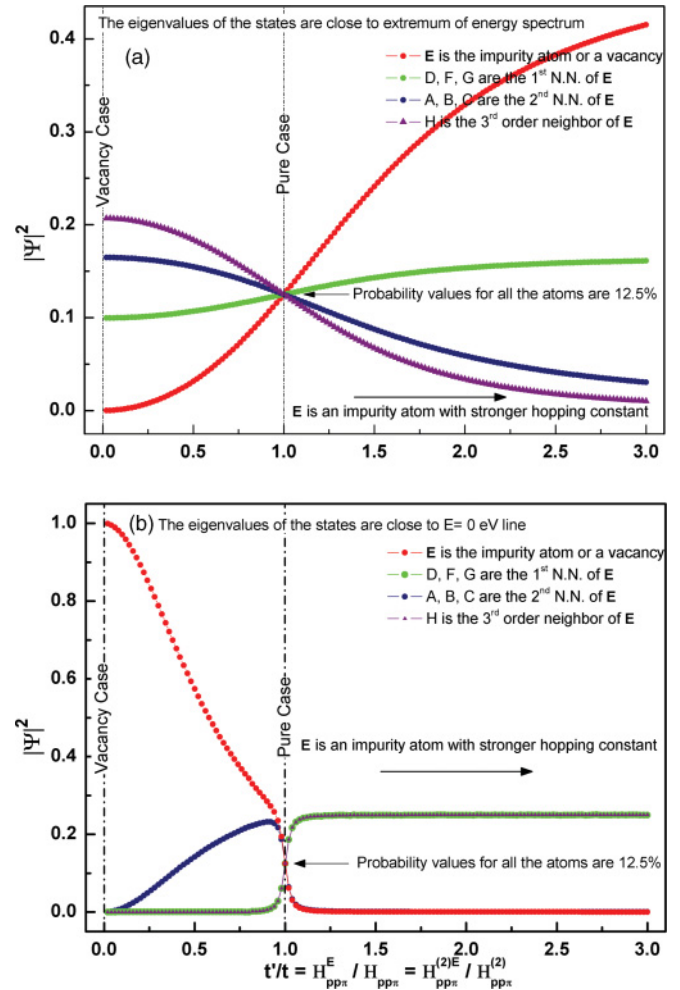 The eigenvalues of the states are close to extremum of energy spectrum
(a)
E is the impurity atom or a vacancy
D, F, G are the 1st N.N. of E
A, B, C are the 2nd N.N. of E
H is the 3rd order neighbor of E
Vacancy Case
Pure Case
Probability values for all the atoms are 12.5%
E is an impurity atom with stronger hopping constant
|Ψ|²
0.4
0.3
0.2
0.1
0.0
0.0 0.5 1.0 1.5 2.0 2.5 3.0
(b) The eigenvalues of the states are close to E= 0 eV line
E is the impurity atom or a vacancy
D, F, G are the 1st N.N. of E
A, B, C are the 2nd N.N. of E
H is the 3rd order neighbor of E
Vacancy Case
Pure Case
E is an impurity atom with stronger hopping constant
Probability values for all the atoms are 12.5%
|Ψ|²
1.0
0.8
0.6
0.4
0.2
0.0
0.0 0.5 1.0 1.5 2.0 2.5 3.0
t'/t = H^E_ppπ / H_ppπ = H^(2)E_ppπ / H^(2)_ppπ